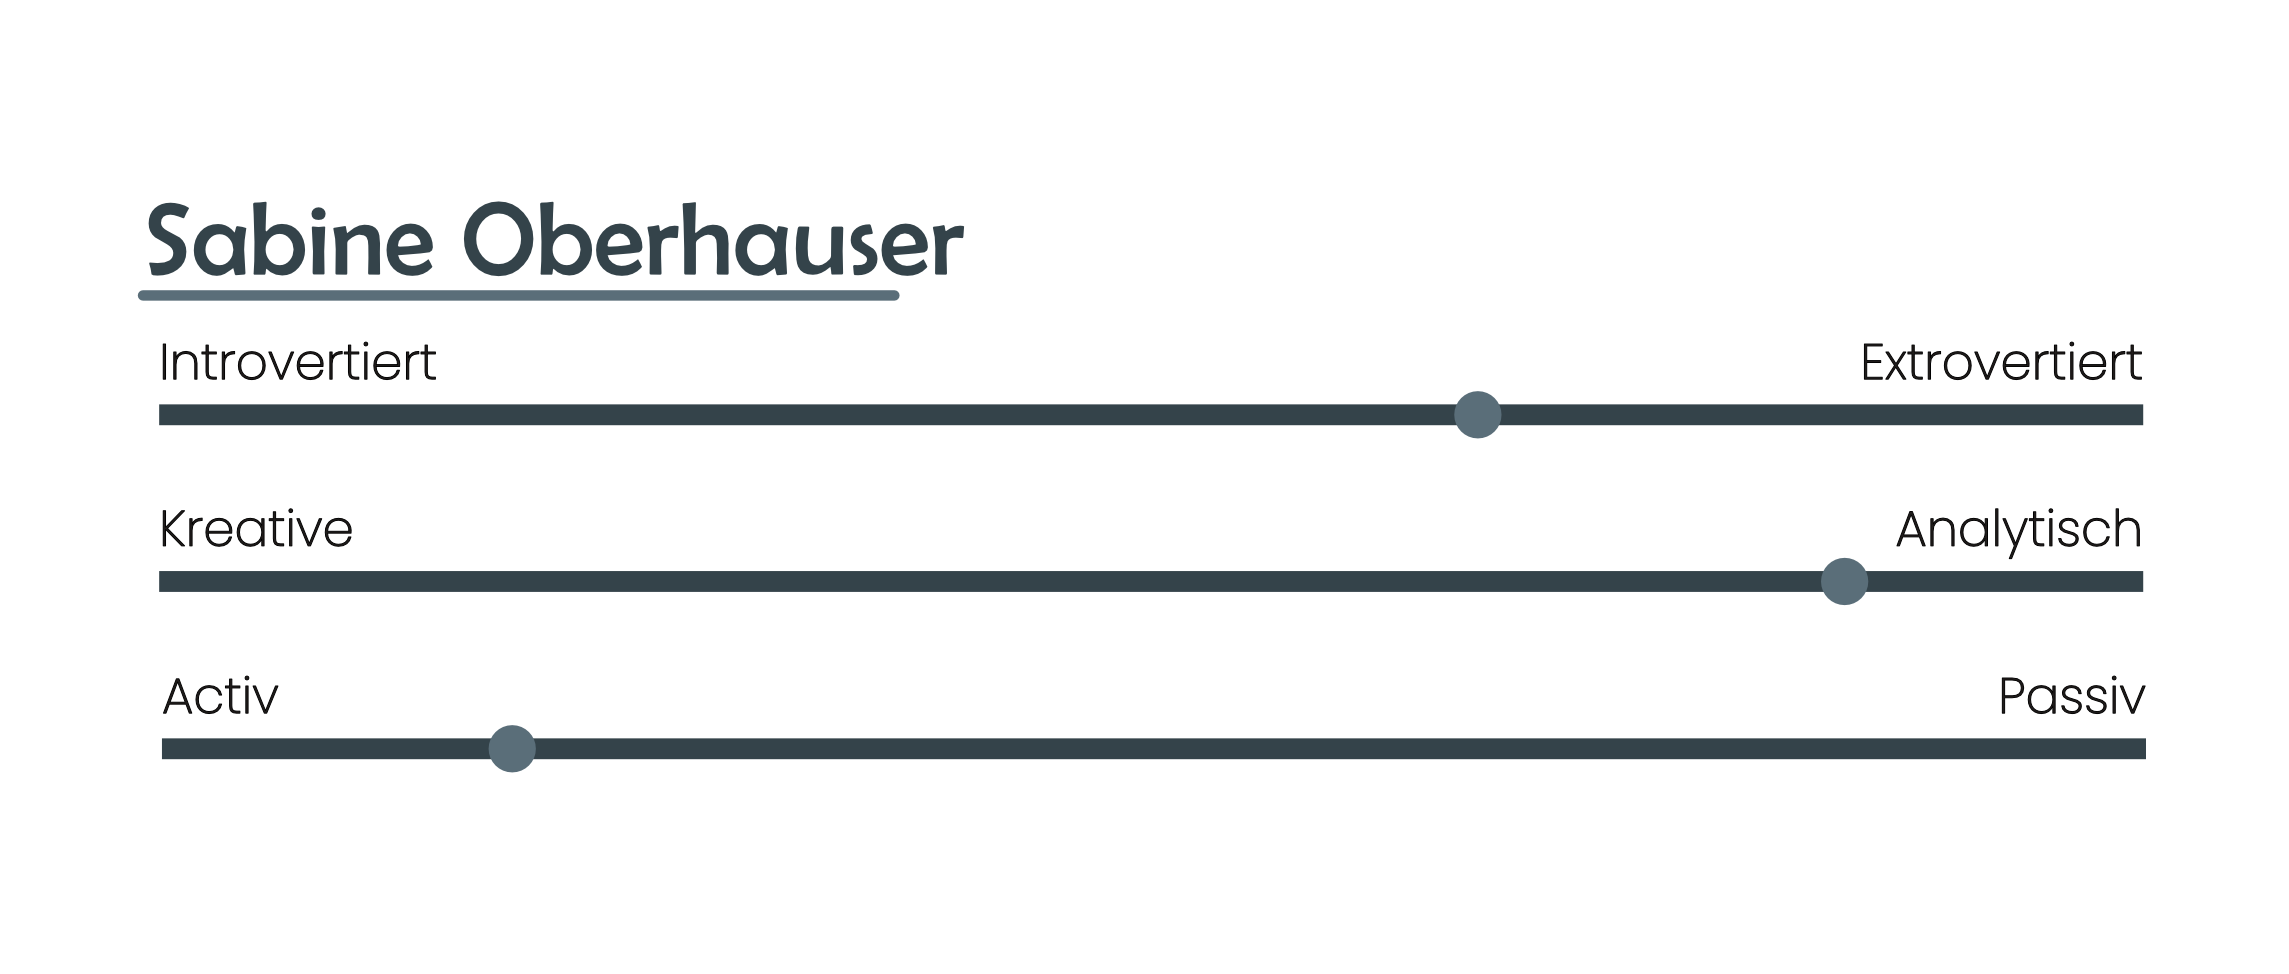 Sabine Oberhauser
Introvertiert Extrovertiert
Kreative Analytisch
Activ Passiv